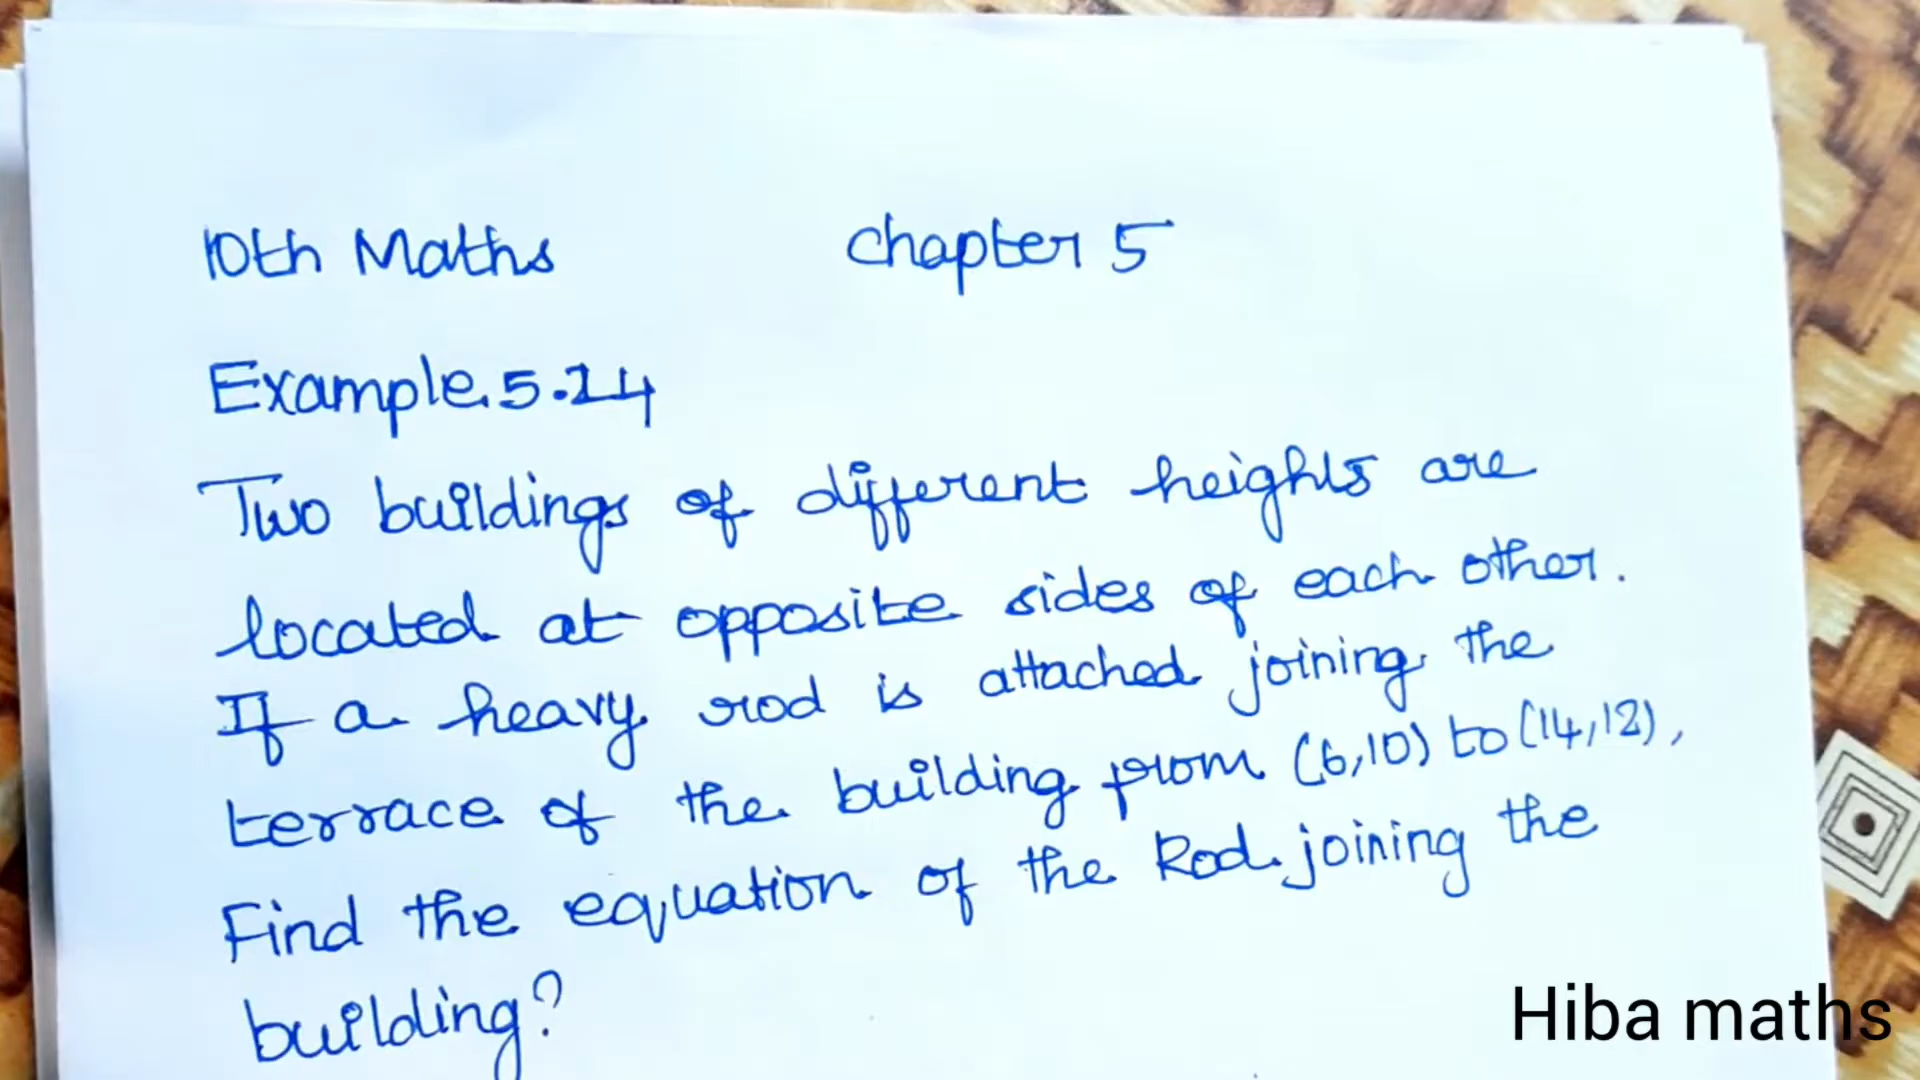 10th Maths chapter 5
Example.5.24
Two buildings of different heights are
located at opposite sides of each other.
If a heavy rod is attached joining the
terrace of the building from (6,10) to (14,12),
Find the equation of the Rod joining the
building?
Hiba maths